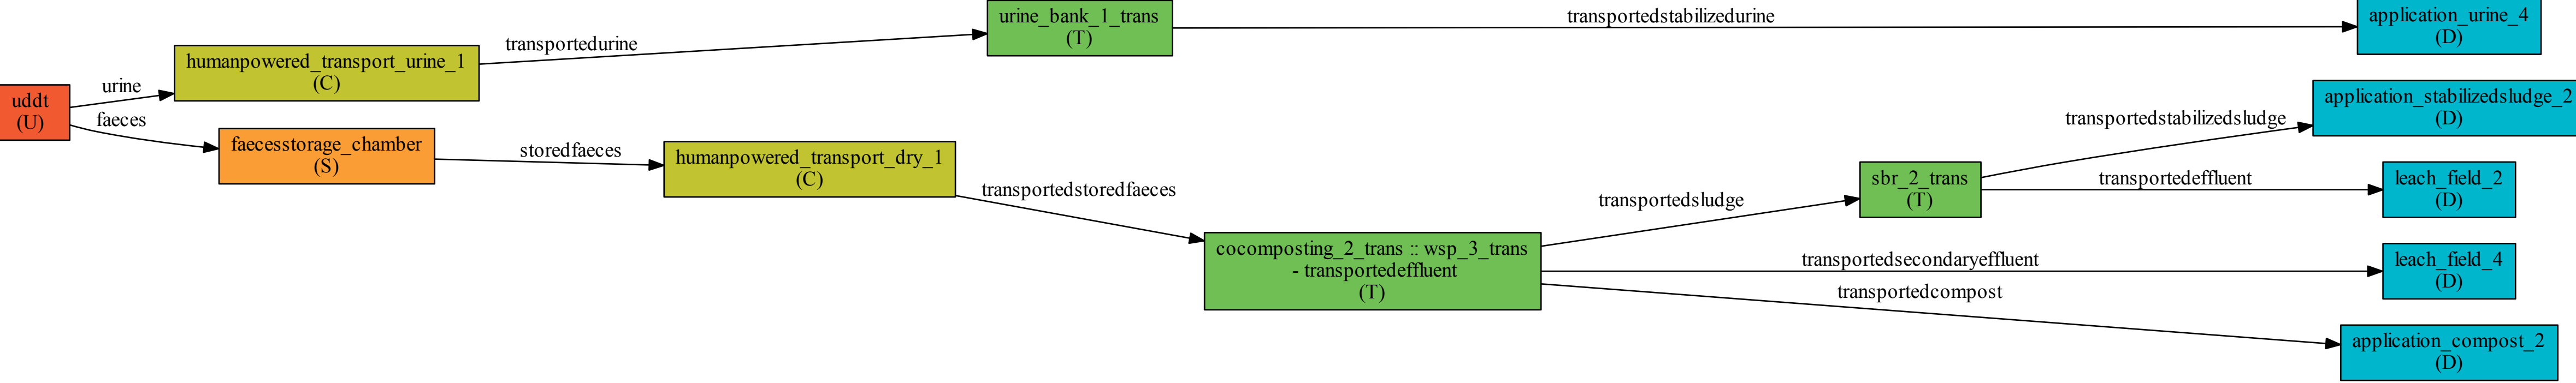 uddt
(U)
urine
faeces
humanpowered_transport_urine_1
(C)
faecesstorage_chamber
(S)
transportedurine
storedfaeces
humanpowered_transport_dry_1
(C)
urine_bank_1_trans
(T)
transportedstoredfaeces
cocomposting_2_trans :: wsp_3_trans
- transportedeffluent
(T)
transportedstabilizedurine
transportedsludge
transportedsecondaryeffluent
transportedcompost
sbr_2_trans
(T)
transportedstabilizedsludge
transportedeffluent
application_urine_4
(D)
application_stabilizedsludge_2
(D)
leach_field_2
(D)
leach_field_4
(D)
application_compost_2
(D)